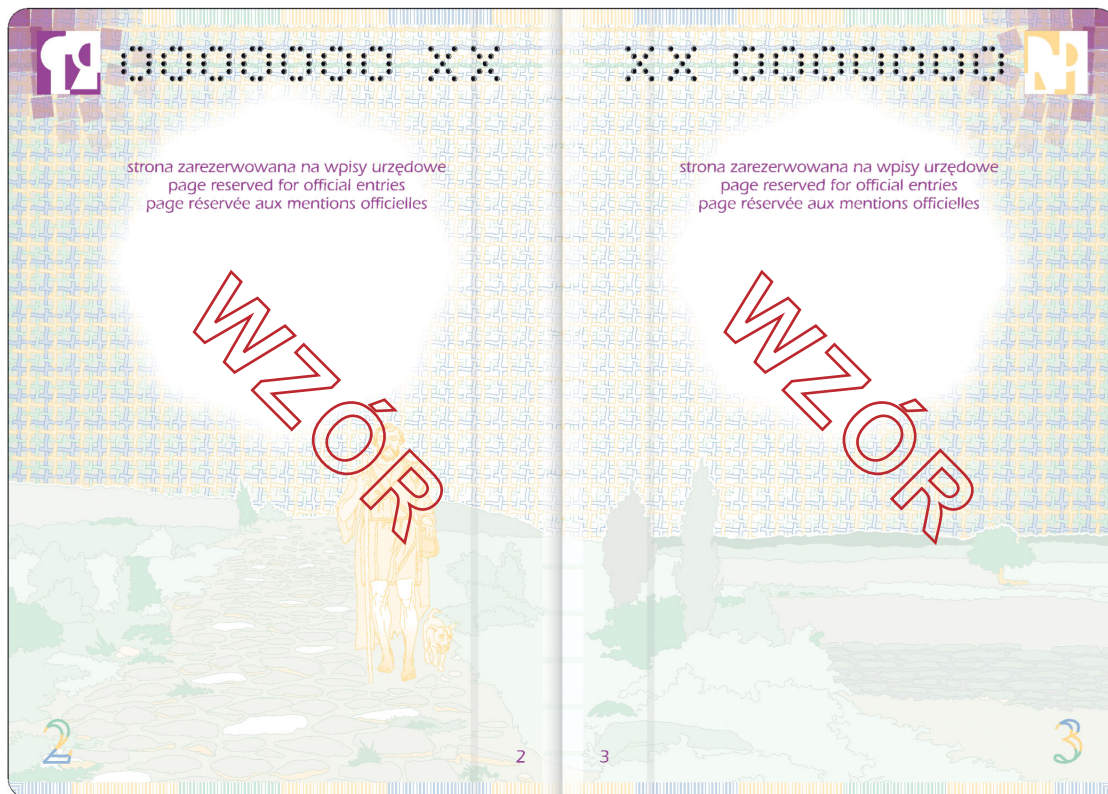 0000000 XX
strona zarezerwowana na wpisy urzędowe
page reserved for official entries
page réservée aux mentions officielles
WZÓR
2
2
XX 0000000
strona zarezerwowana na wpisy urzędowe
page reserved for official entries
page réservée aux mentions officielles
WZÓR
3
3